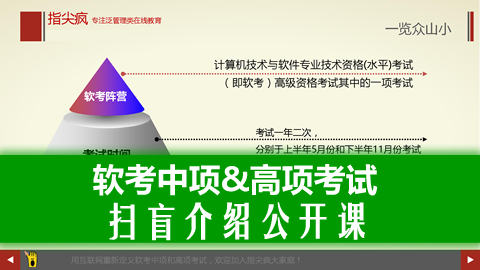 指尖疯 专注泛管理类在线教育
一览众山小
计算机技术与软件专业技术资格(水平)考试
（即软考）高级资格考试其中的一项考试
软考阵营
考试一年二次，
分别于上半年5月份和下半年11月份考试
考试时间
软考中项&高项考试
扫盲介绍公开课
用互联网重新定义软考中项和高项考试，欢迎加入指尖疯大家庭！